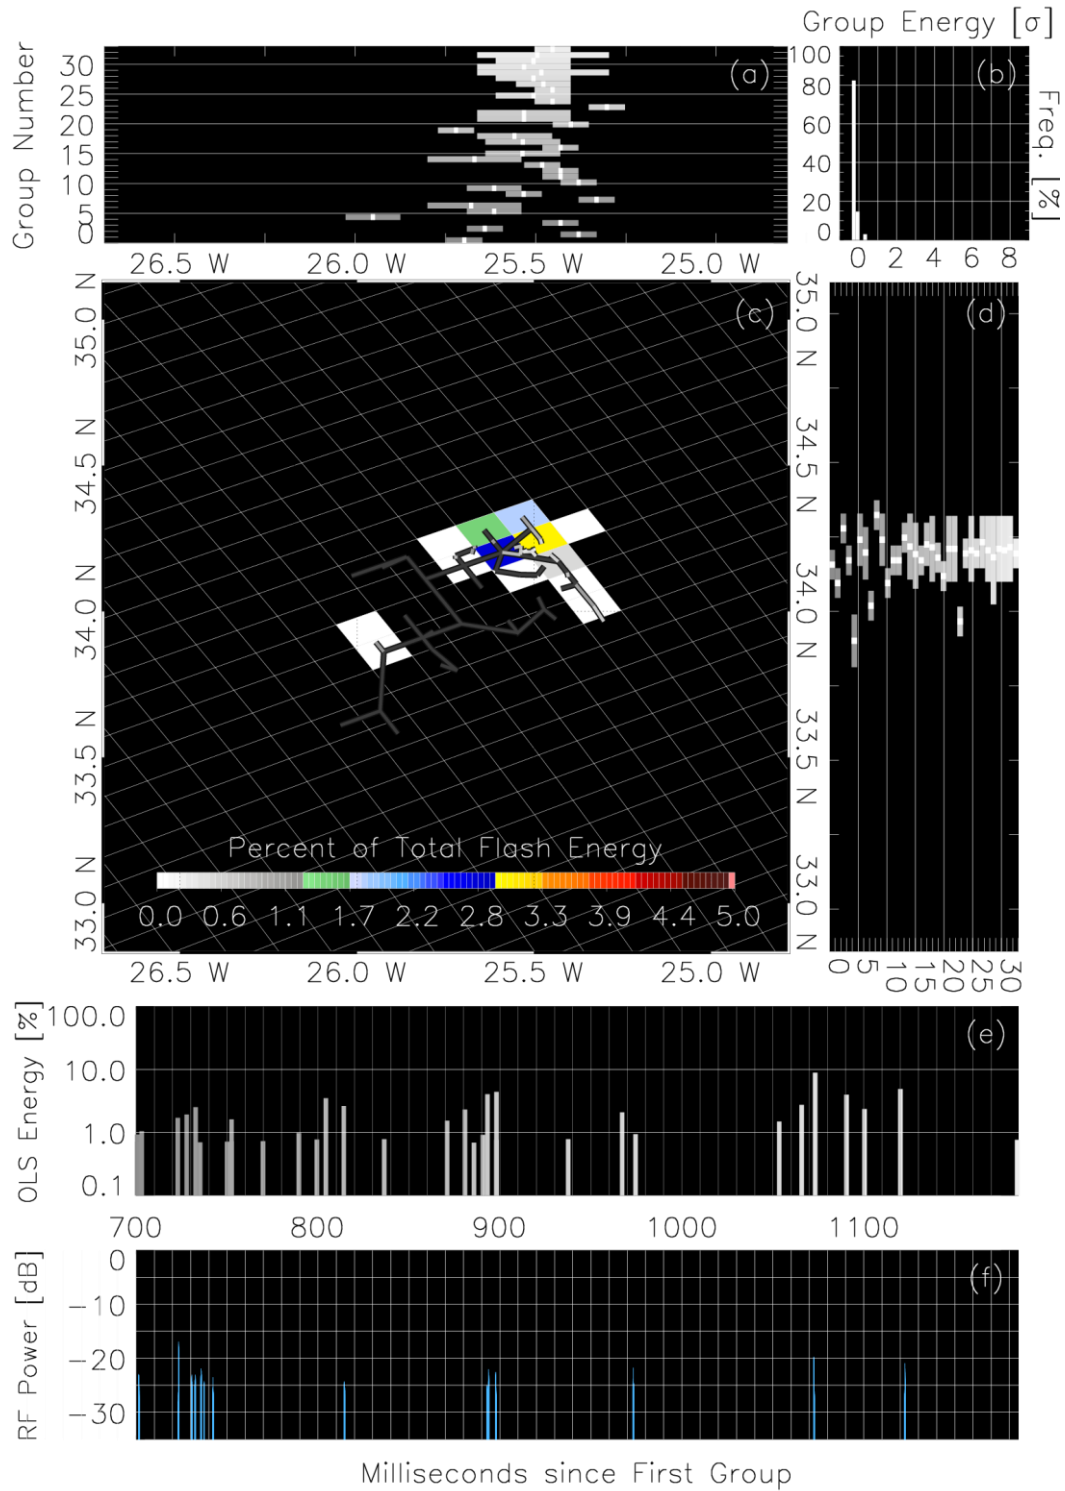 Group Energy [σ]
Group Number
30
25
20
15
10
5
0
(a)
100
80
60
40
20
0
(b)
Freq. [%]
26.5 W
26.0 W
25.5 W
25.0 W
0
2
4
6
8
35.0 N
34.5 N
34.0 N
33.5 N
33.0 N
(c)
35.0 N
34.5 N
34.0 N
33.5 N
33.0 N
(d)
Percent of Total Flash Energy
0.0
0.6
1.1
1.7
2.2
2.8
3.3
3.9
4.4
5.0
26.5 W
26.0 W
25.5 W
25.0 W
0
5
10
15
20
25
30
OLS Energy [%]
100.0
10.0
1.0
0.1
(e)
700
800
900
1000
1100
RF Power [dB]
0
−10
−20
−30
(f)
Milliseconds since First Group